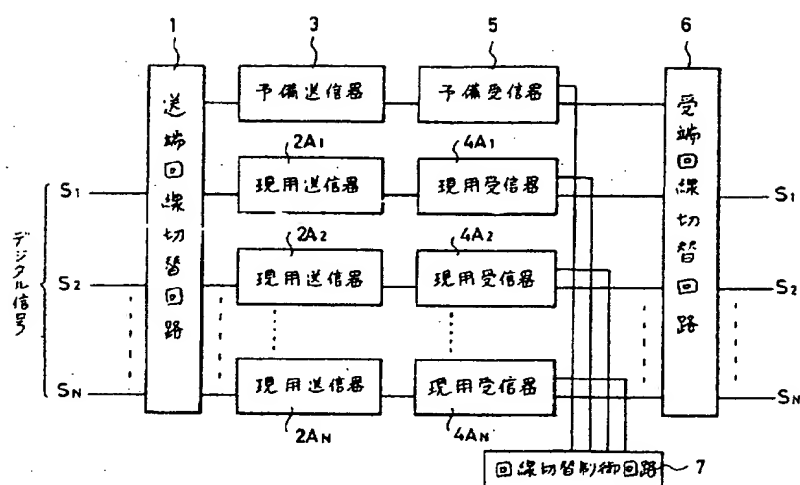 1
3
5
6
送端回線切替回路
予備送信器
予備受信器
受端回線切替回路
2A1
4A1
S1
現用送信器
現用受信器
S1
デジタル信号
2A2
4A2
S2
現用送信器
現用受信器
S2
SN
現用送信器
現用受信器
SN
2AN
4AN
回線切替制御回路
7